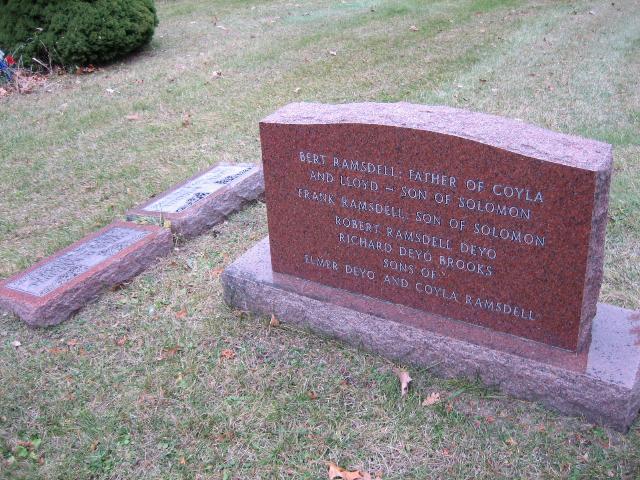 BERT RAMSDELL; FATHER OF COYLA
AND LLOYD – SON OF SOLOMON
FRANK RAMSDELL; SON OF SOLOMON
ROBERT RAMSDELL DEYO
RICHARD DEYO BROOKS
SONS OF
ELMER DEYO AND COYLA RAMSDELL